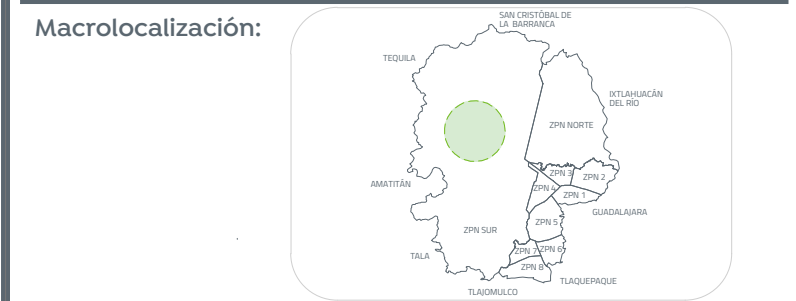 Macrolocalización:
SAN CRISTÓBAL DE
LA BARRANCA
TEQUILA
IXTLAHUACÁN
DEL RÍO
ZPN NORTE
ZPN 3
ZPN 2
ZPN 4
ZPN 1
AMATITÁN
GUADALAJARA
ZPN 5
ZPN SUR
ZPN 7
ZPN 6
TALA
ZPN 8
TLAQUEPAQUE
TLAJOMULCO